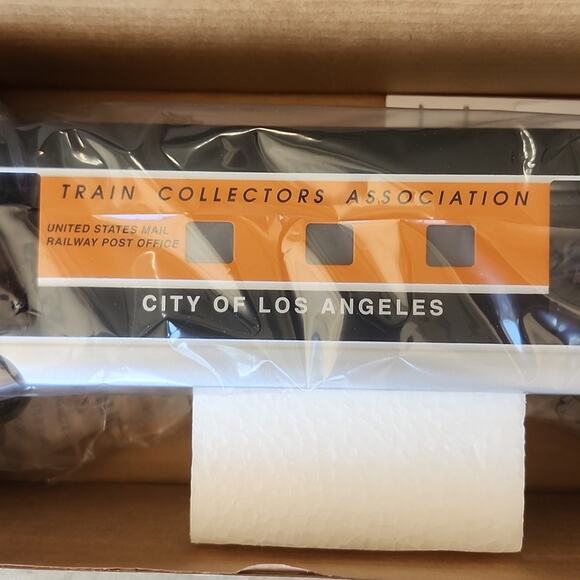 TRAIN COLLECTORS ASSOCIATION
UNITED STATES MAIL
RAILWAY POST OFFICE
CITY OF LOS ANGELES